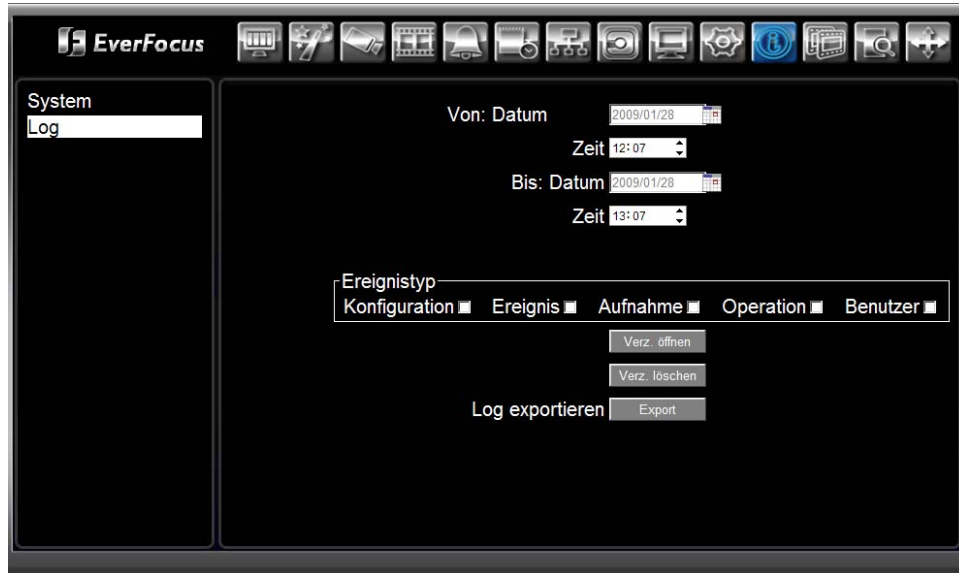 EverFocus
System
Log
Von: Datum 2009/01/28
Zeit 12:07
Bis: Datum 2009/01/28
Zeit 13:07
Ereignistyp
Konfiguration Ereignis Aufnahme Operation Benutzer
Verz. öffnen
Verz. löschen
Log exportieren Export